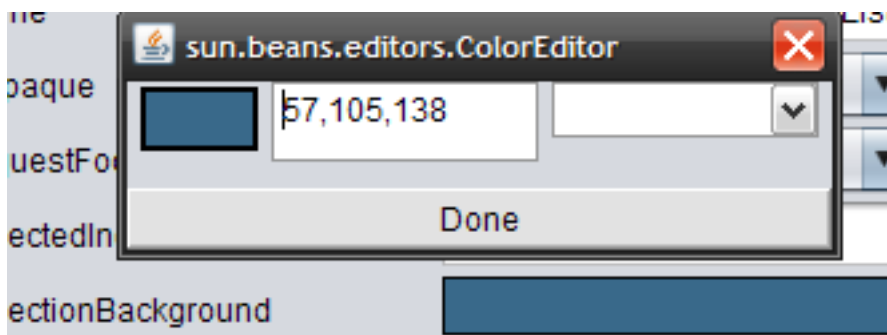 sun.beans.editors.ColorEditor
paque
57,105,138
uestFo
Done
ectedIn
ectionBackground